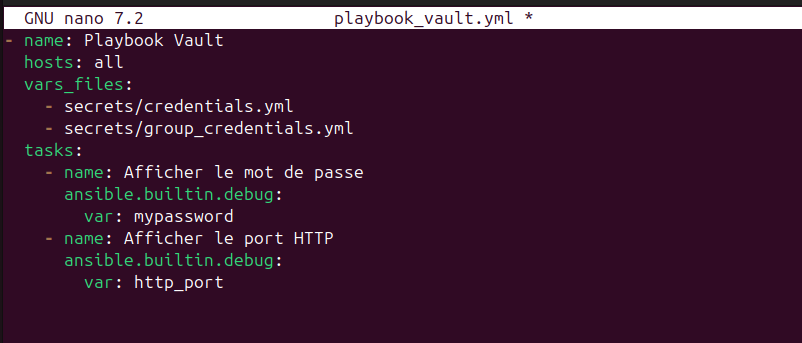 GNU nano 7.2 playbook_vault.yml *
- name: Playbook Vault
  hosts: all
  vars_files:
    - secrets/credentials.yml
    - secrets/group_credentials.yml
  tasks:
    - name: Afficher le mot de passe
      ansible.builtin.debug:
        var: mypassword
    - name: Afficher le port HTTP
      ansible.builtin.debug:
        var: http_port